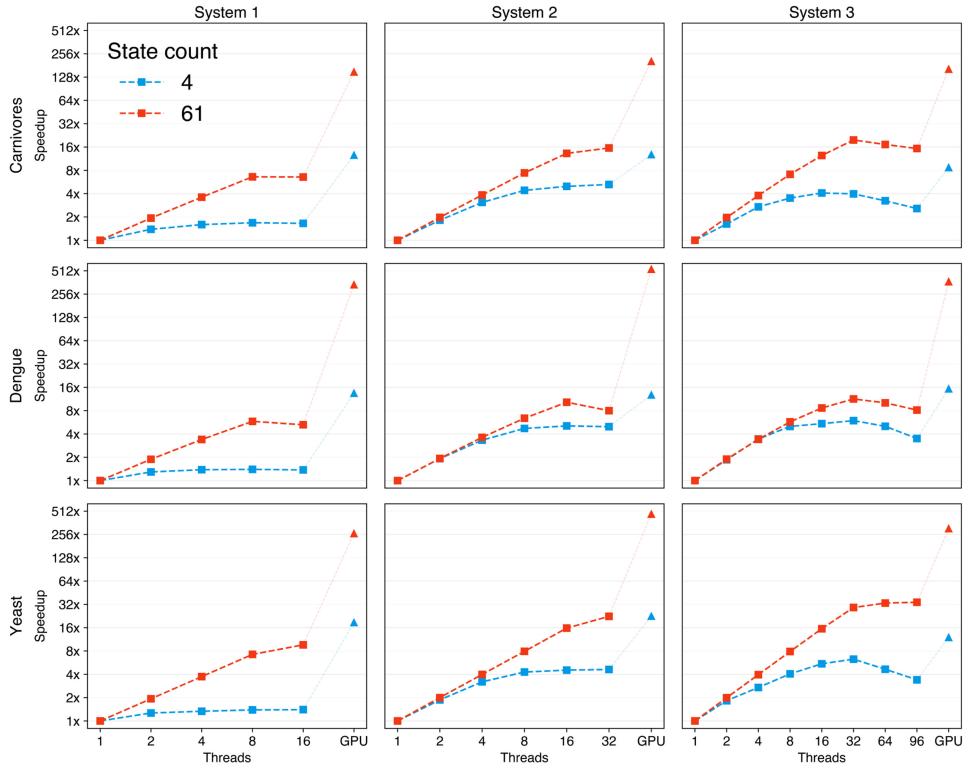 System 1 System 2 System 3
Carnivores
Speedup
512x
256x
128x
64x
32x
16x
8x
4x
2x
1x
State count
4
61
Dengue
Speedup
512x
256x
128x
64x
32x
16x
8x
4x
2x
1x
Yeast
Speedup
512x
256x
128x
64x
32x
16x
8x
4x
2x
1x
1 2 4 8 16 GPU 1 2 4 8 16 32 GPU 1 2 4 8 16 32 64 96 GPU
Threads Threads Threads